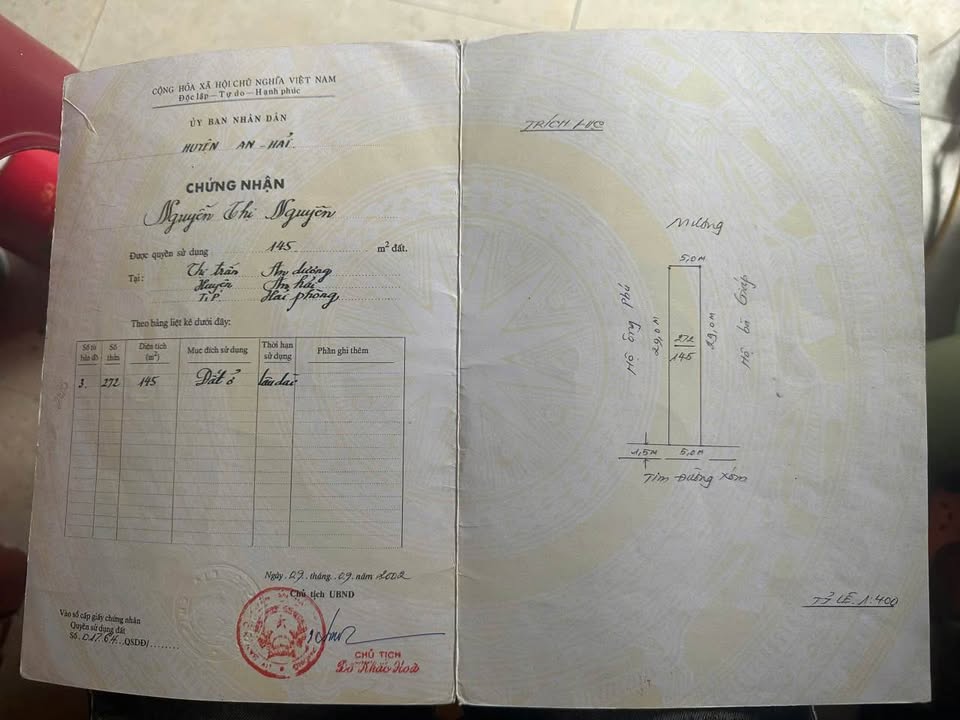 CỘNG HÒA XÃ HỘI CHỦ NGHĨA VIỆT NAM
Độc lập – Tự do – Hạnh phúc
ỦY BAN NHÂN DÂN
HUYỆN AN - HẢI
CHỨNG NHẬN
Nguyễn Thị Nguyên
Được quyền sử dụng 145 m² đất.
Tại: Thị trấn An dương
Huyện An hải
T.P Hải phòng
Theo bảng liệt kê dưới đây:
Số tờ bản đồ Số thửa Diện tích (m²) Mục đích sử dụng Thời hạn sử dụng Phần ghi thêm
3. 272 145 Đất ở lâu dài
Ngày 09 tháng 09 năm 2002
Chủ tịch UBND
Vào sổ cấp giấy chứng nhận
Quyền sử dụng đất
Số 01764 QSDĐ/
CHỦ TỊCH
Đỗ Khắc Hoà
TRÍCH LỤC
Mương
5,0M
Hộ ông Phú
29,0M
272
145
29,0M
Hộ bà Gấp
1,5M
5,0M
Tim Đường xóm
TỶ LỆ 1:400